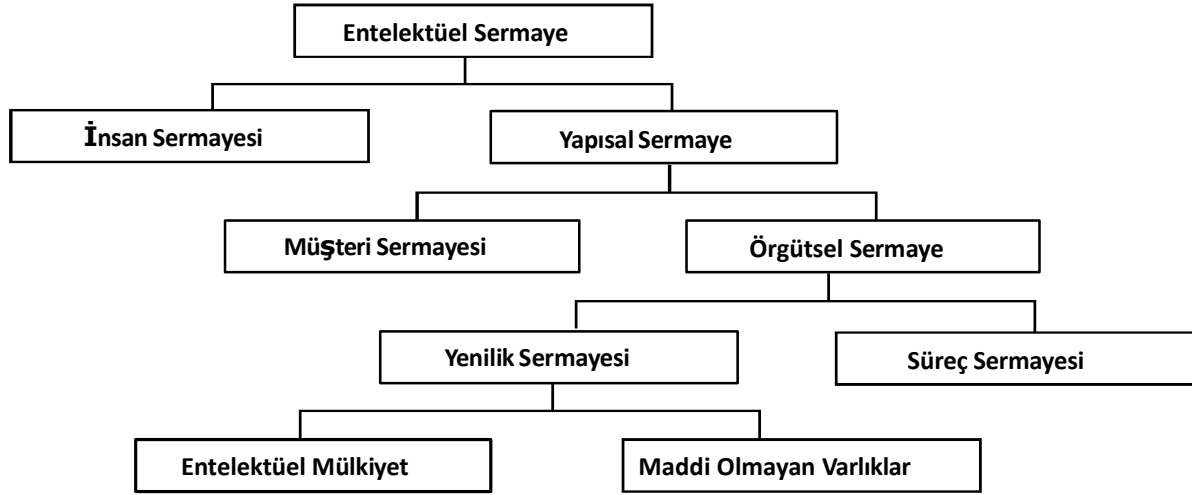 Entelektüel Sermaye
İnsan Sermayesi
Yapısal Sermaye
Müşteri Sermayesi
Örgütsel Sermaye
Yenilik Sermayesi
Süreç Sermayesi
Entelektüel Mülkiyet
Maddi Olmayan Varlıklar